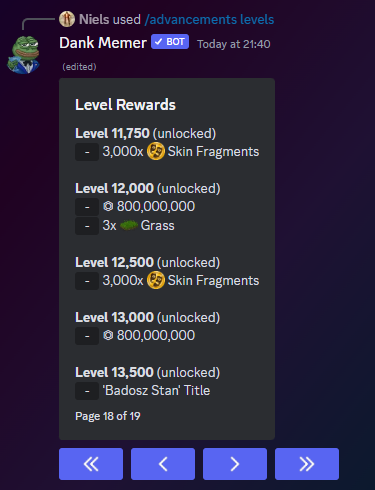 Niels used /advancements levels
Dank Memer ✓ BOT Today at 21:40
(edited)
Level Rewards
Level 11,750 (unlocked)
- 3,000x Skin Fragments
Level 12,000 (unlocked)
- ⏣ 800,000,000
- 3x Grass
Level 12,500 (unlocked)
- 3,000x Skin Fragments
Level 13,000 (unlocked)
- ⏣ 800,000,000
Level 13,500 (unlocked)
- 'Badosz Stan' Title
Page 18 of 19